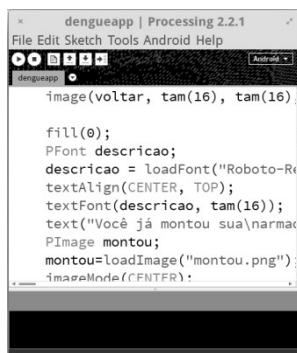 dengueapp | Processing 2.2.1
File Edit Sketch Tools Android Help
Android
dengueapp
image(voltar, tam(16), tam(16)
fill(0);
PFont descricao;
descricao = loadFont("Roboto-Re
textAlign(CENTER, TOP);
textFont(descricao, tam(16));
text("Você já montou sua\narmad
PImage montou;
montou=loadImage("montou.png");
imageMode(CENTER);